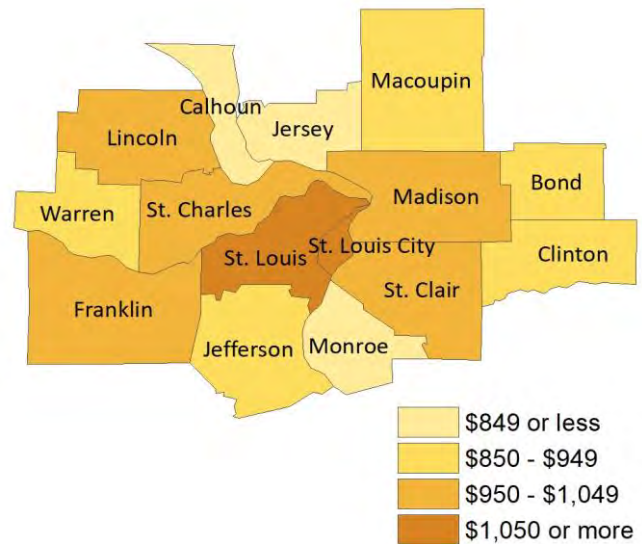 Macoupin
Calhoun
Lincoln
Jersey
Bond
Madison
Warren
St. Charles
St. Louis City
St. Louis
Clinton
St. Clair
Franklin
Jefferson
Monroe
$849 or less
$850 - $949
$950 - $1,049
$1,050 or more